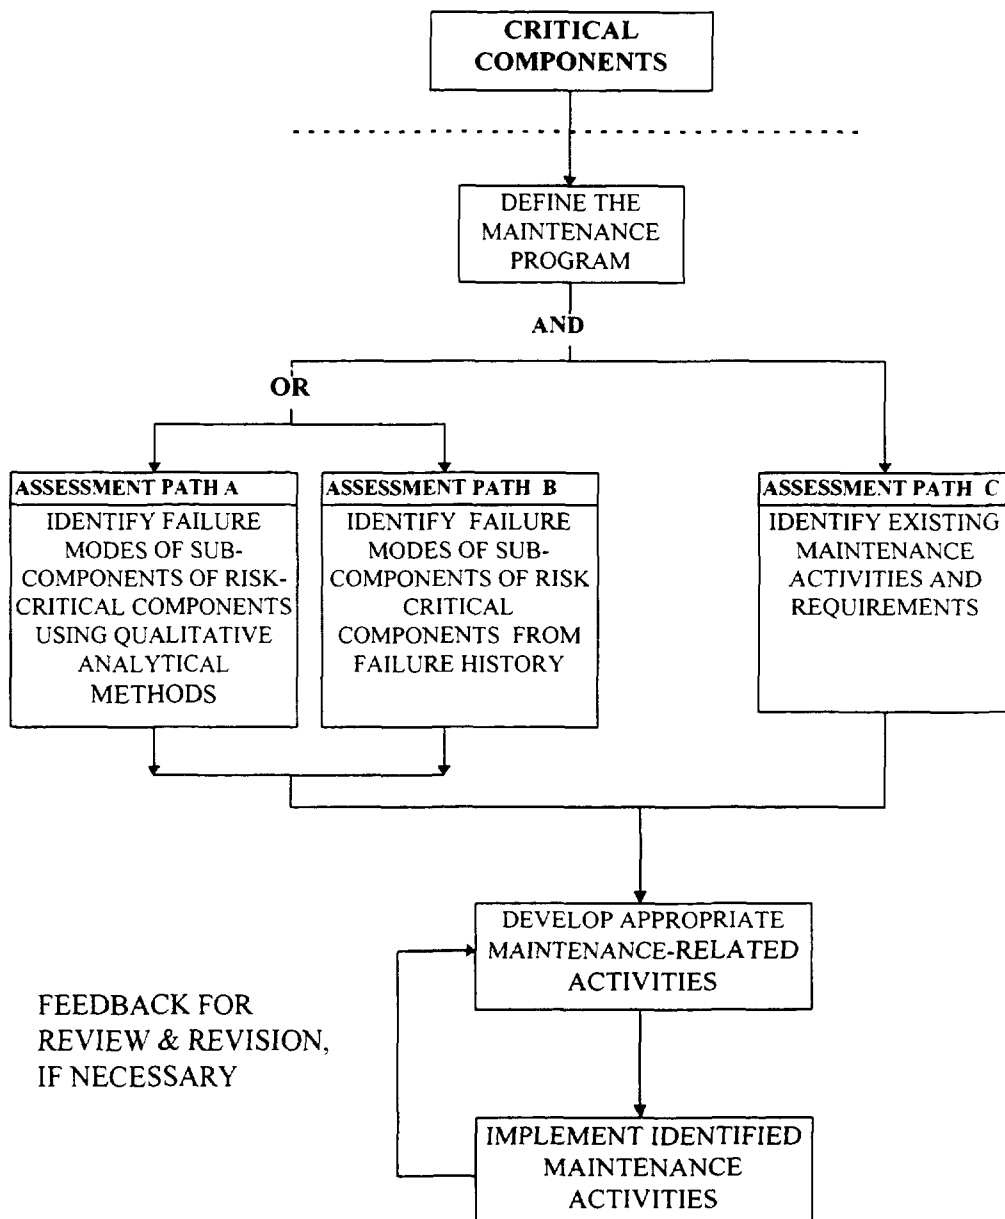 CRITICAL
COMPONENTS
DEFINE THE
MAINTENANCE
PROGRAM
AND
OR
ASSESSMENT PATH A
IDENTIFY FAILURE
MODES OF SUB-
COMPONENTS OF RISK-
CRITICAL COMPONENTS
USING QUALITATIVE
ANALYTICAL
METHODS
ASSESSMENT PATH B
IDENTIFY FAILURE
MODES OF SUB-
COMPONENTS OF RISK
CRITICAL
COMPONENTS FROM
FAILURE HISTORY
ASSESSMENT PATH C
IDENTIFY EXISTING
MAINTENANCE
ACTIVITIES AND
REQUIREMENTS
DEVELOP APPROPRIATE
MAINTENANCE-RELATED
ACTIVITIES
FEEDBACK FOR
REVIEW & REVISION,
IF NECESSARY
IMPLEMENT IDENTIFIED
MAINTENANCE
ACTIVITIES